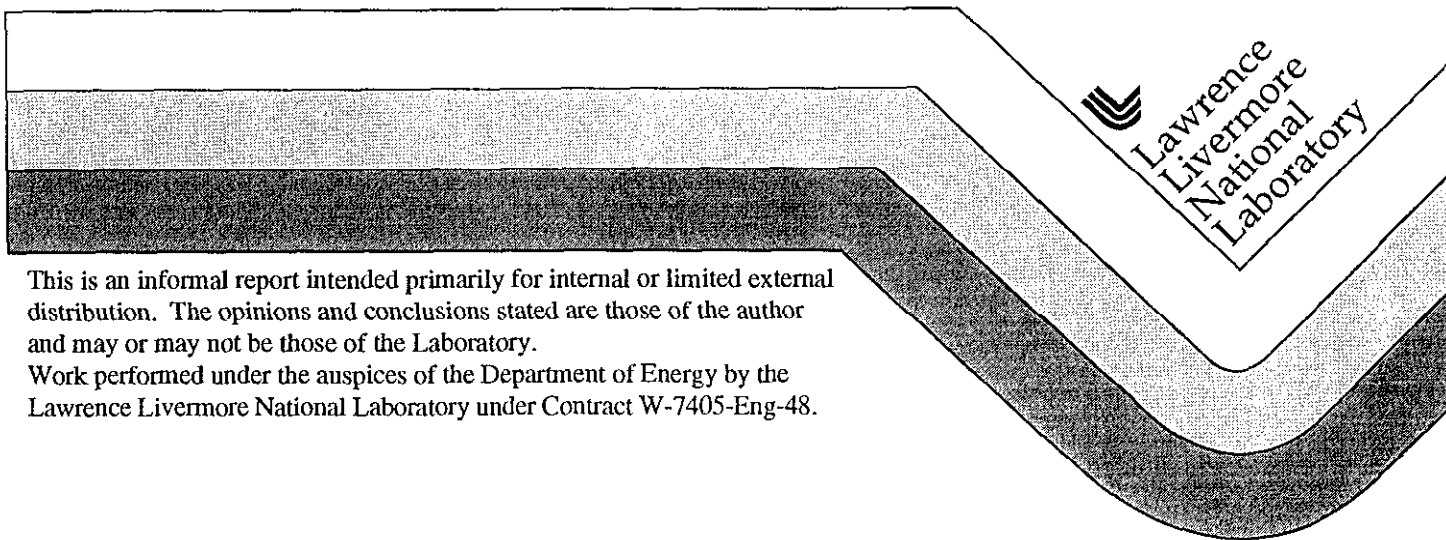 Lawrence
Livermore
National
Laboratory
This is an informal report intended primarily for internal or limited external
distribution. The opinions and conclusions stated are those of the author
and may or may not be those of the Laboratory.
Work performed under the auspices of the Department of Energy by the
Lawrence Livermore National Laboratory under Contract W-7405-Eng-48.